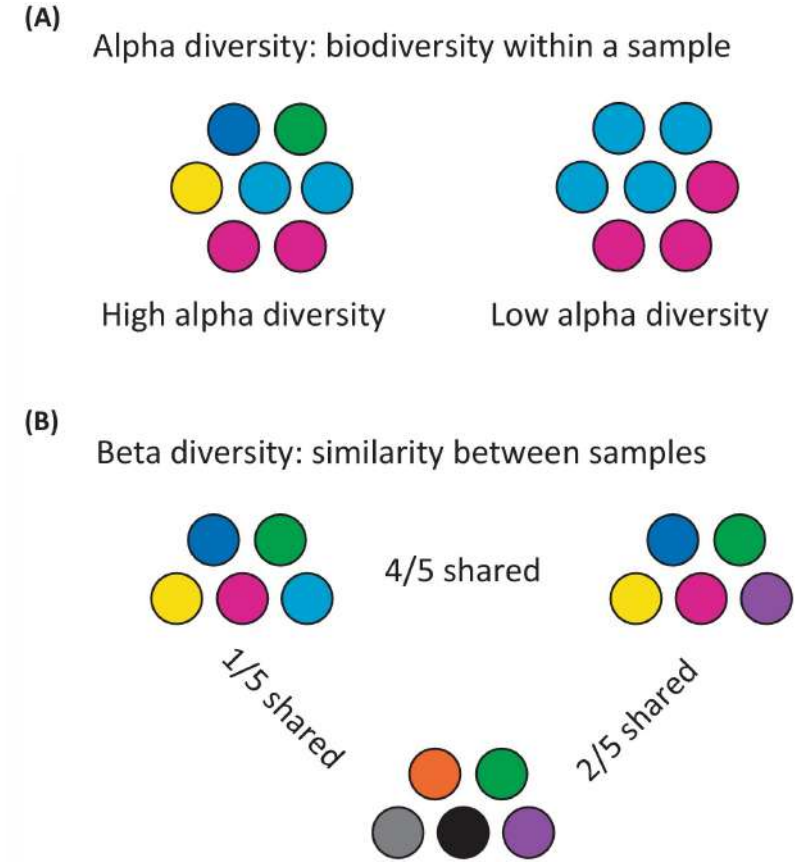 (A)
Alpha diversity: biodiversity within a sample
High alpha diversity
Low alpha diversity
(B)
Beta diversity: similarity between samples
4/5 shared
1/5 shared
2/5 shared